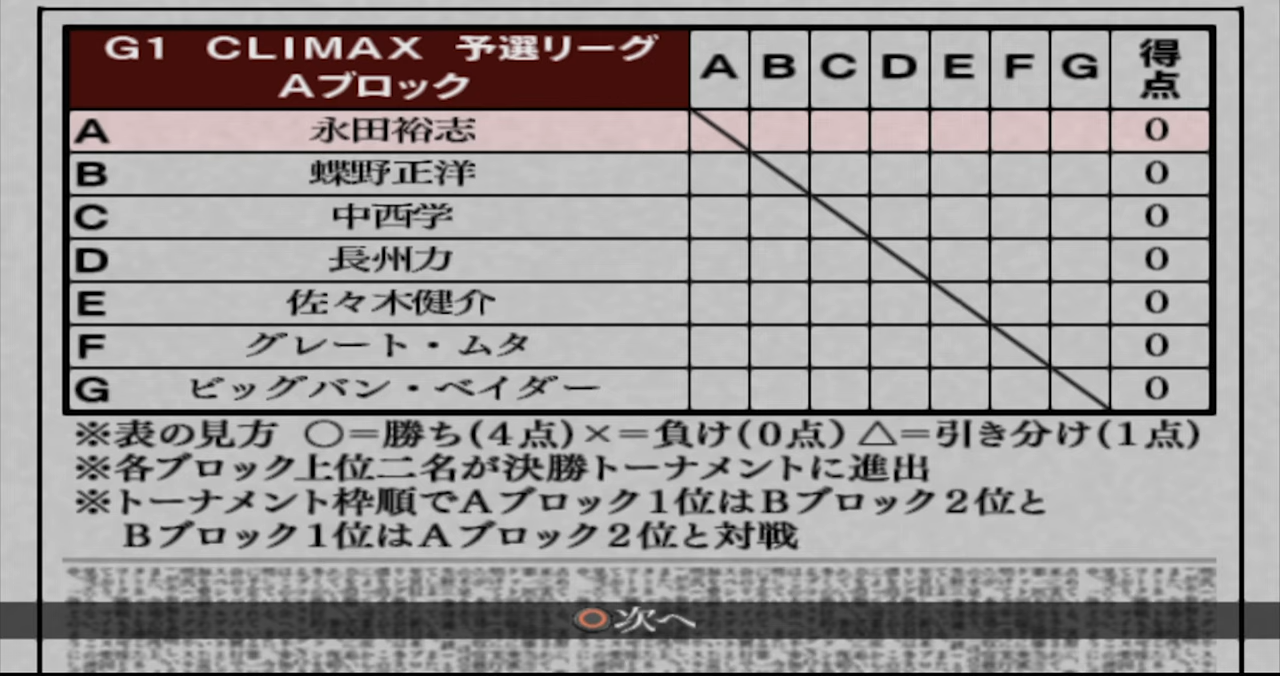 G1 CLIMAX 予選リーグ
Aブロック
A B C D E F G 得点
A 永田裕志 0
B 蝶野正洋 0
C 中西学 0
D 長州力 0
E 佐々木健介 0
F グレート・ムタ 0
G ビッグバン・ベイダー 0
※表の見方 ○=勝ち(4点)×=負け(0点)△=引き分け(1点)
※各ブロック上位二名が決勝トーナメントに進出
※トーナメント枠順でAブロック1位はBブロック2位と
Bブロック1位はAブロック2位と対戦
次へ